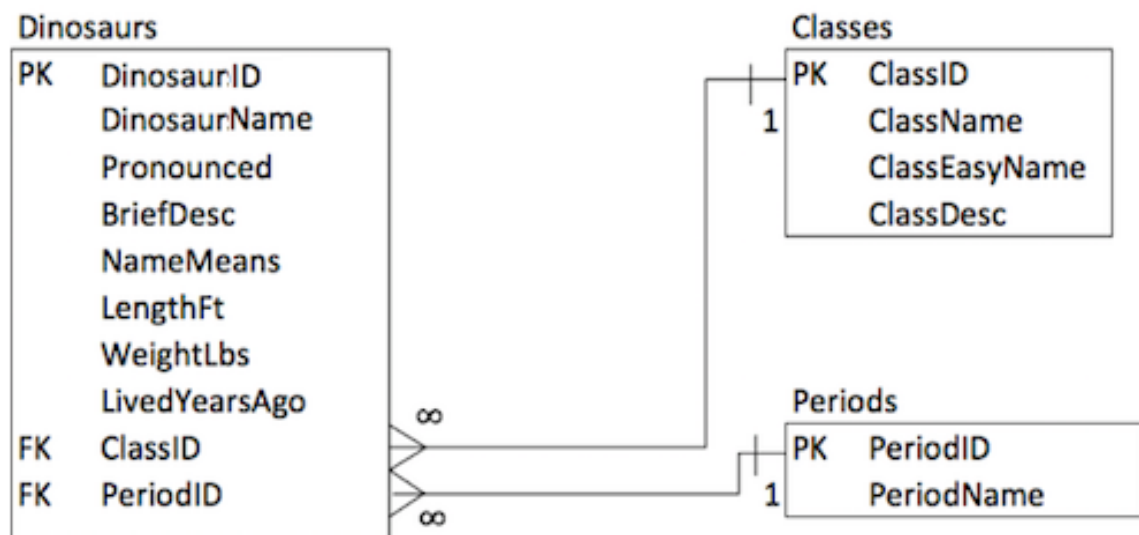 Dinosaurs
PK DinosaurID
DinosaurName
Pronounced
BriefDesc
NameMeans
LengthFt
WeightLbs
LivedYearsAgo
FK ClassID
FK PeriodID
∞
∞
Classes
PK ClassID
ClassName
ClassEasyName
ClassDesc
1
Periods
PK PeriodID
PeriodName
1